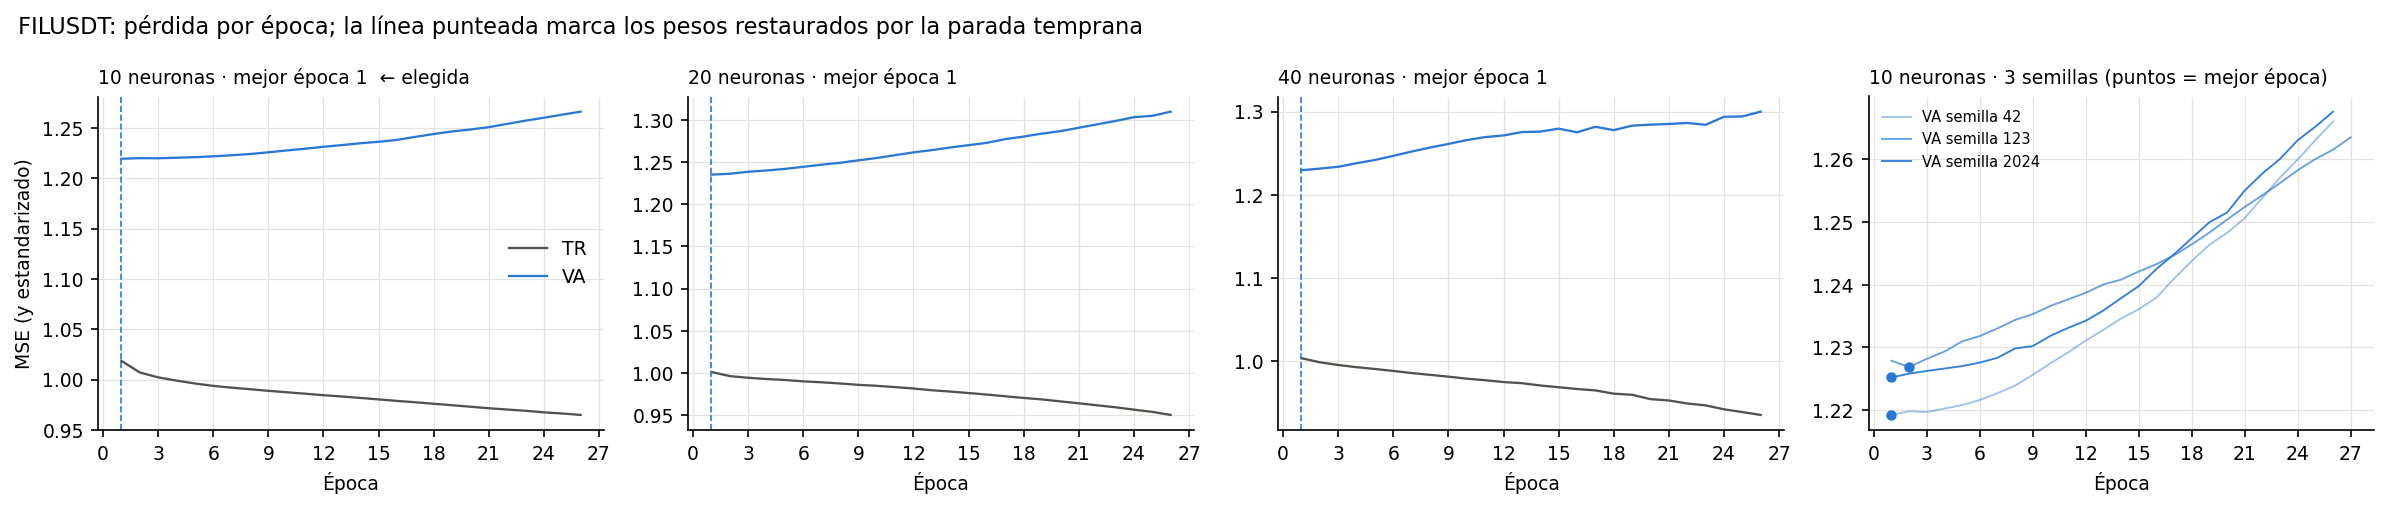 FILUSDT: pérdida por época; la línea punteada marca los pesos restaurados por la parada temprana
10 neuronas · mejor época 1 ← elegida
MSE (y estandarizado)
1.25
1.20
1.15
1.10
1.05
1.00
0.95
TR
VA
0 3 6 9 12 15 18 21 24 27
Época
20 neuronas · mejor época 1
1.30
1.25
1.20
1.15
1.10
1.05
1.00
0.95
0 3 6 9 12 15 18 21 24 27
Época
40 neuronas · mejor época 1
1.3
1.2
1.1
1.0
0 3 6 9 12 15 18 21 24 27
Época
10 neuronas · 3 semillas (puntos = mejor época)
VA semilla 42
VA semilla 123
VA semilla 2024
1.26
1.25
1.24
1.23
1.22
0 3 6 9 12 15 18 21 24 27
Época